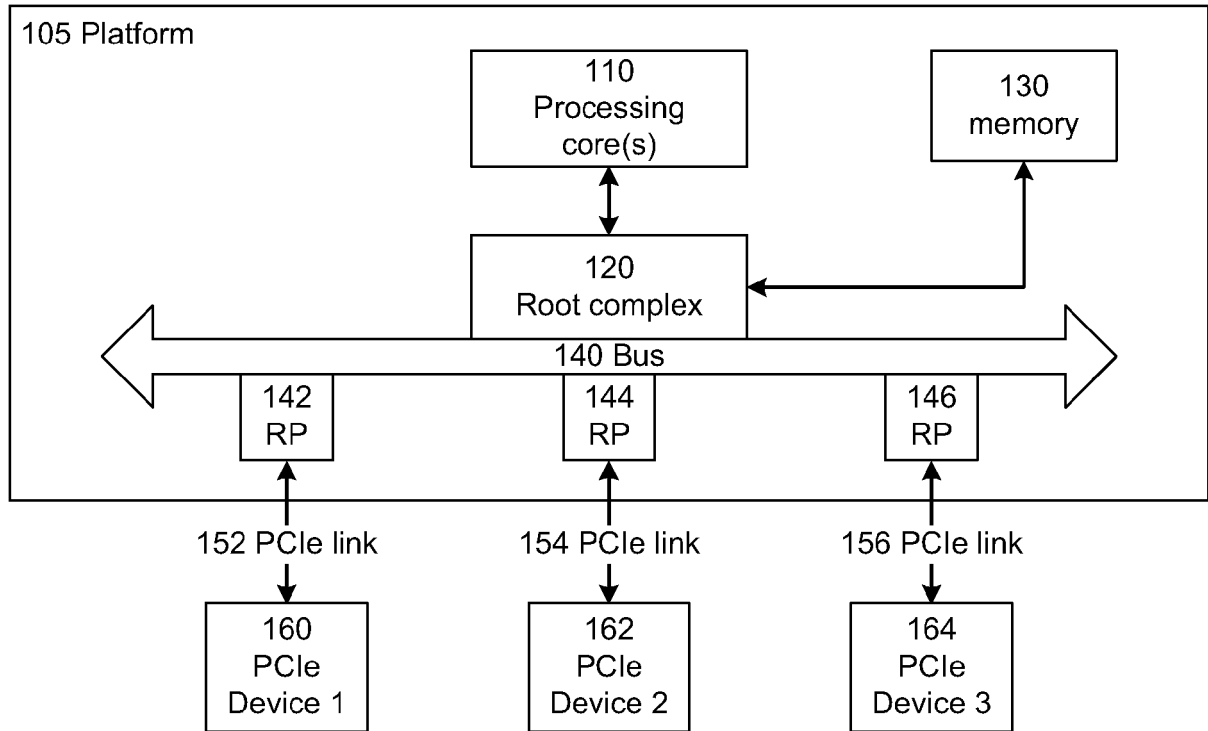 105 Platform
110
Processing
core(s)
130
memory
120
Root complex
140 Bus
142
RP
144
RP
146
RP
152 PCIe link
154 PCIe link
156 PCIe link
160
PCIe
Device 1
162
PCIe
Device 2
164
PCIe
Device 3